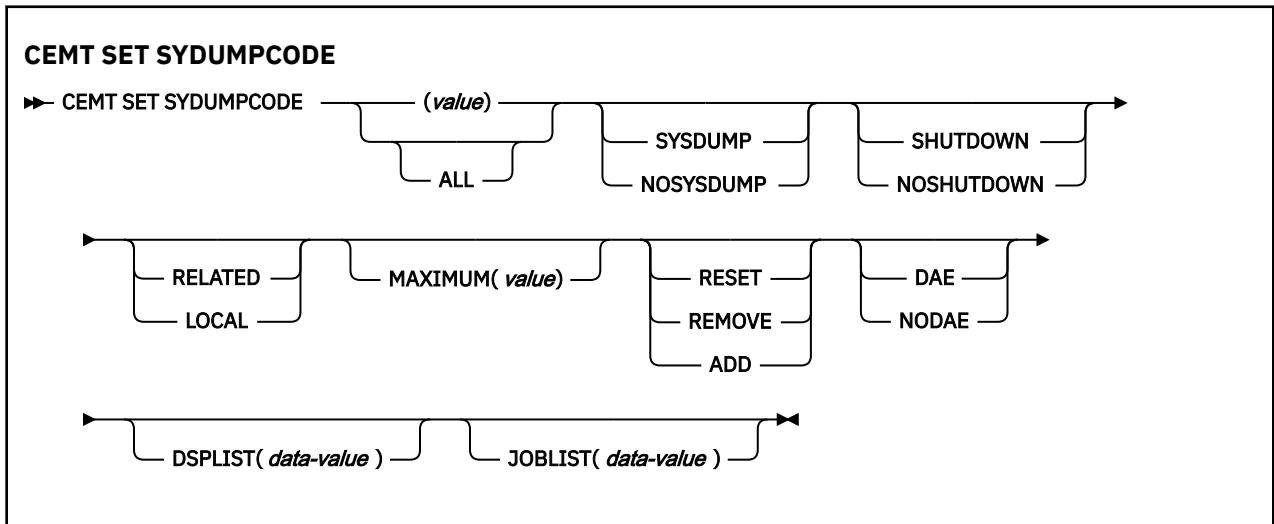 CEMT SET SYDUMPCODE
CEMT SET SYDUMPCODE (value) SYSDUMP SHUTDOWN
ALL NOSYSDUMP NOSHUTDOWN
RELATED MAXIMUM( value) RESET DAE
LOCAL REMOVE NODAE
ADD
DSPLIST( data-value ) JOBLIST( data-value )